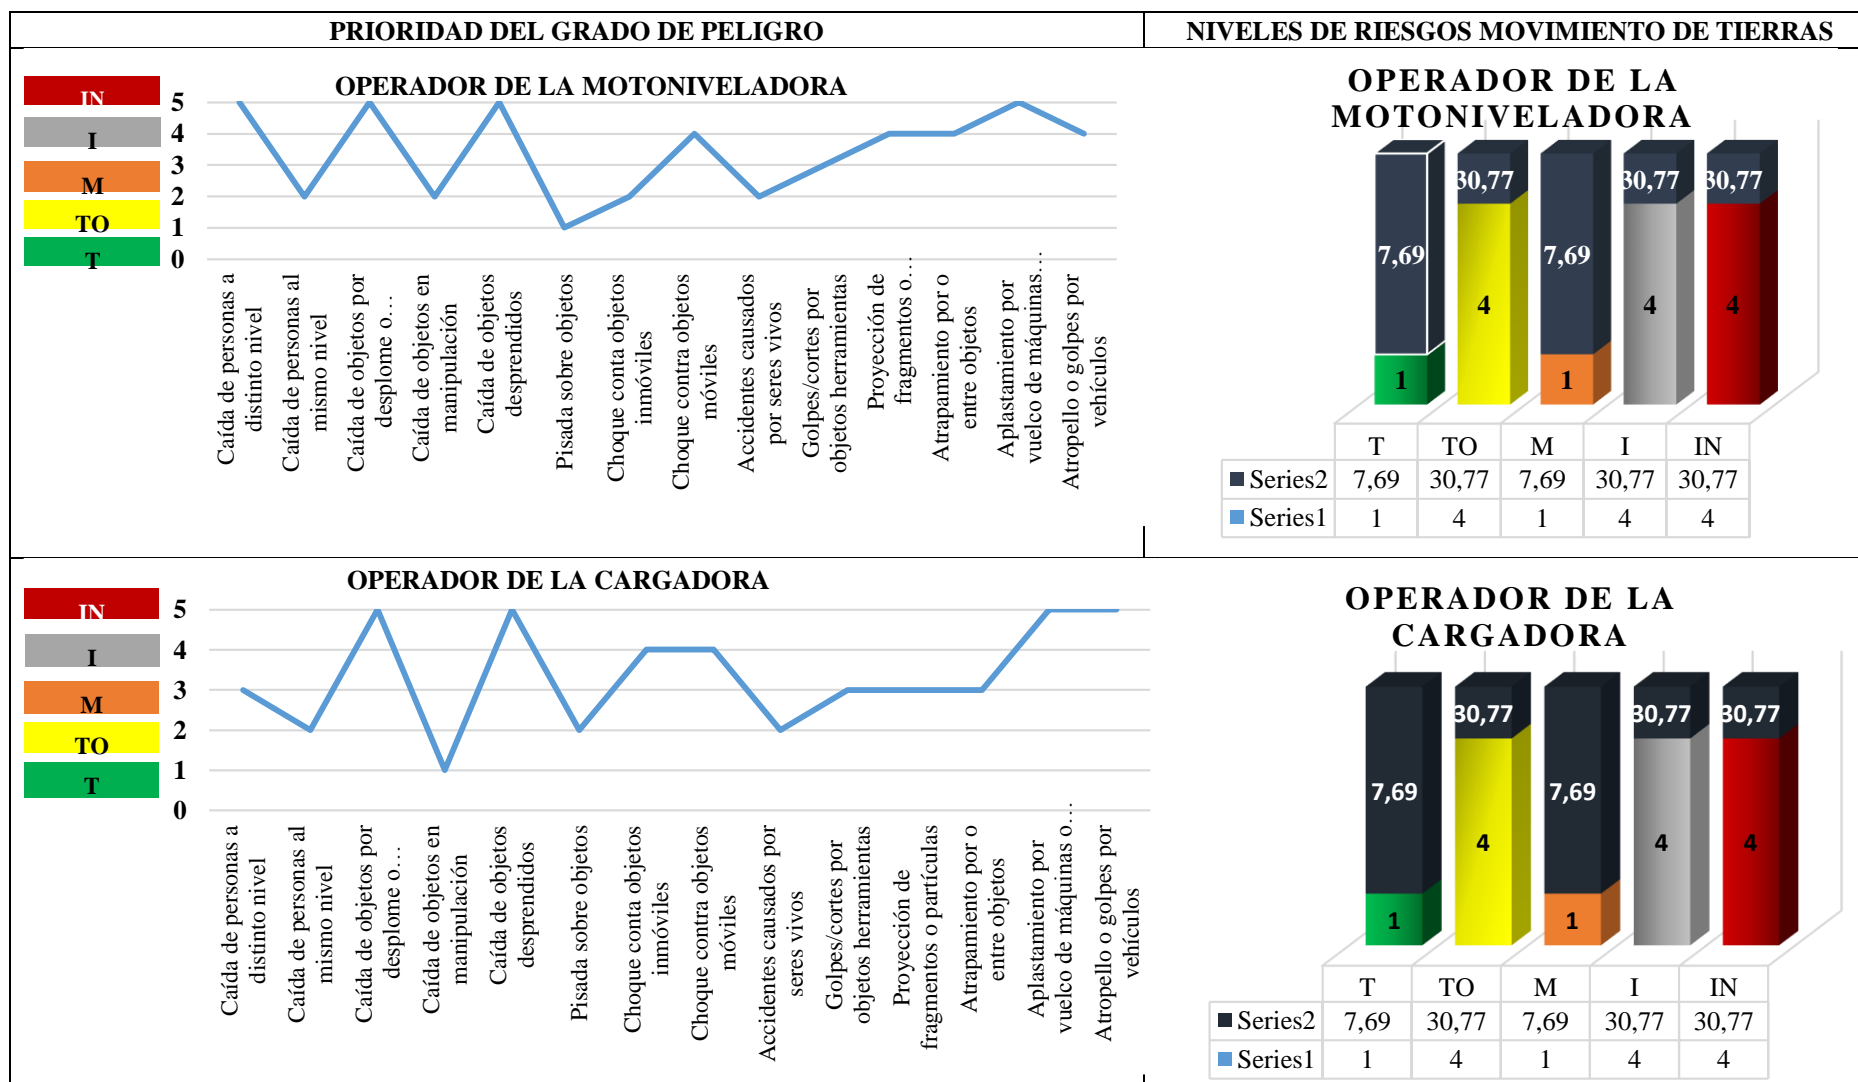 PRIORIDAD DEL GRADO DE PELIGRO
NIVELES DE RIESGOS MOVIMIENTO DE TIERRAS
OPERADOR DE LA MOTONIVELADORA
IN
I
M
TO
T
5
4
3
2
1
0
Caída de personas a
distinto nivel
Caída de personas al
mismo nivel
Caída de objetos por
desplome o…
Caída de objetos en
manipulación
Caída de objetos
desprendidos
Pisada sobre objetos
Choque conta objetos
inmóviles
Choque contra objetos
móviles
Accidentes causados
por seres vivos
Golpes/cortes por
objetos herramientas
Proyección de
fragmentos o…
Atrapamiento por o
entre objetos
Aplastamiento por
vuelco de máquinas…
Atropello o golpes por
vehículos
OPERADOR DE LA
MOTONIVELADORA
7,69
30,77
7,69
30,77
30,77
1
4
1
4
4
T TO M I IN
Series2 7,69 30,77 7,69 30,77 30,77
Series1 1 4 1 4 4
OPERADOR DE LA CARGADORA
IN
I
M
TO
T
5
4
3
2
1
0
Caída de personas a
distinto nivel
Caída de personas al
mismo nivel
Caída de objetos por
desplome o…
Caída de objetos en
manipulación
Caída de objetos
desprendidos
Pisada sobre objetos
Choque conta objetos
inmóviles
Choque contra objetos
móviles
Accidentes causados por
seres vivos
Golpes/cortes por
objetos herramientas
Proyección de
fragmentos o partículas
Atrapamiento por o
entre objetos
Aplastamiento por
vuelco de máquinas o…
Atropello o golpes por
vehículos
OPERADOR DE LA
CARGADORA
7,69
30,77
7,69
30,77
30,77
1
4
1
4
4
T TO M I IN
Series2 7,69 30,77 7,69 30,77 30,77
Series1 1 4 1 4 4